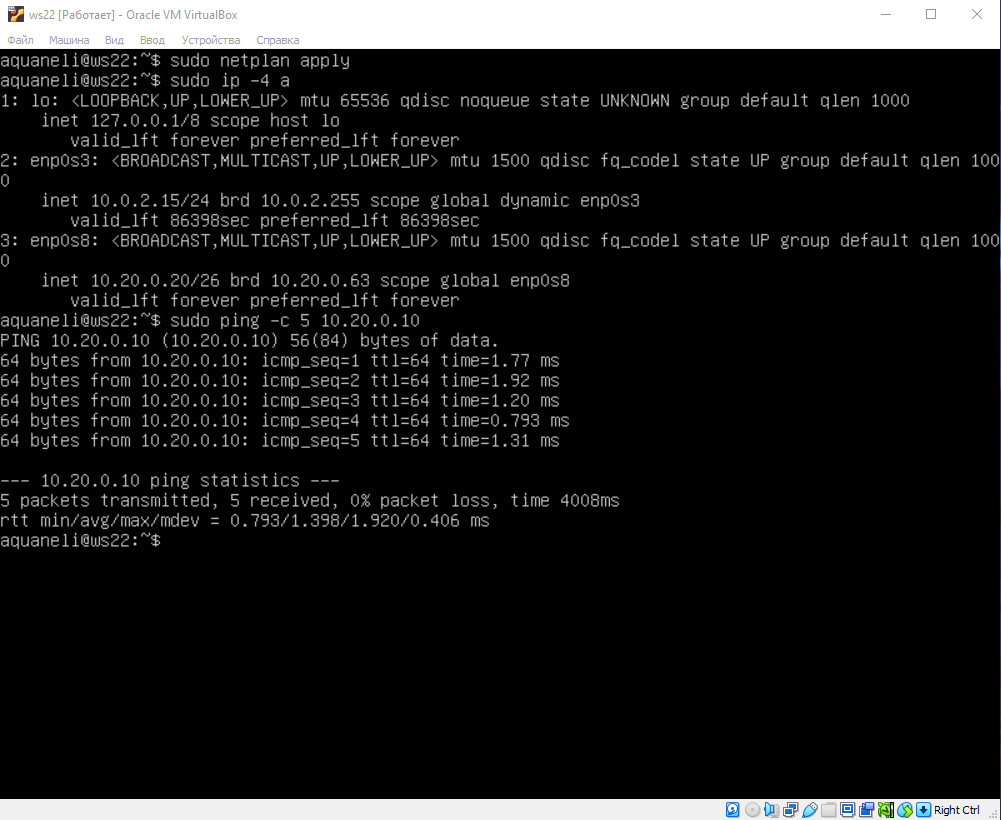 ws22 [Работает] - Oracle VM VirtualBox
Файл Машина Вид Ввод Устройства Справка
aquaneli@ws22:~$ sudo netplan apply
aquaneli@ws22:~$ sudo ip -4 a
1: lo: <LOOPBACK,UP,LOWER_UP> mtu 65536 qdisc noqueue state UNKNOWN group default qlen 1000
    inet 127.0.0.1/8 scope host lo
       valid_lft forever preferred_lft forever
2: enp0s3: <BROADCAST,MULTICAST,UP,LOWER_UP> mtu 1500 qdisc fq_codel state UP group default qlen 100
0
    inet 10.0.2.15/24 brd 10.0.2.255 scope global dynamic enp0s3
       valid_lft 86398sec preferred_lft 86398sec
3: enp0s8: <BROADCAST,MULTICAST,UP,LOWER_UP> mtu 1500 qdisc fq_codel state UP group default qlen 100
0
    inet 10.20.0.20/26 brd 10.20.0.63 scope global enp0s8
       valid_lft forever preferred_lft forever
aquaneli@ws22:~$ sudo ping -c 5 10.20.0.10
PING 10.20.0.10 (10.20.0.10) 56(84) bytes of data.
64 bytes from 10.20.0.10: icmp_seq=1 ttl=64 time=1.77 ms
64 bytes from 10.20.0.10: icmp_seq=2 ttl=64 time=1.92 ms
64 bytes from 10.20.0.10: icmp_seq=3 ttl=64 time=1.20 ms
64 bytes from 10.20.0.10: icmp_seq=4 ttl=64 time=0.793 ms
64 bytes from 10.20.0.10: icmp_seq=5 ttl=64 time=1.31 ms

--- 10.20.0.10 ping statistics ---
5 packets transmitted, 5 received, 0% packet loss, time 4008ms
rtt min/avg/max/mdev = 0.793/1.398/1.920/0.406 ms
aquaneli@ws22:~$
Right Ctrl